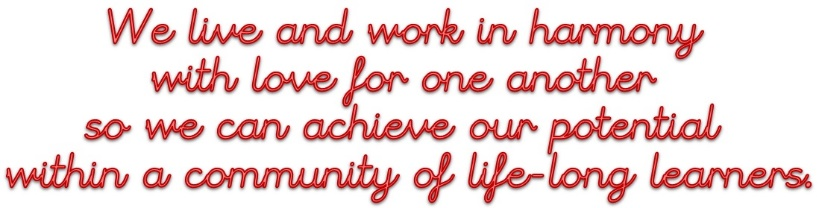 We live and work in harmony
with love for one another
so we can achieve our potential
within a community of life-long learners.